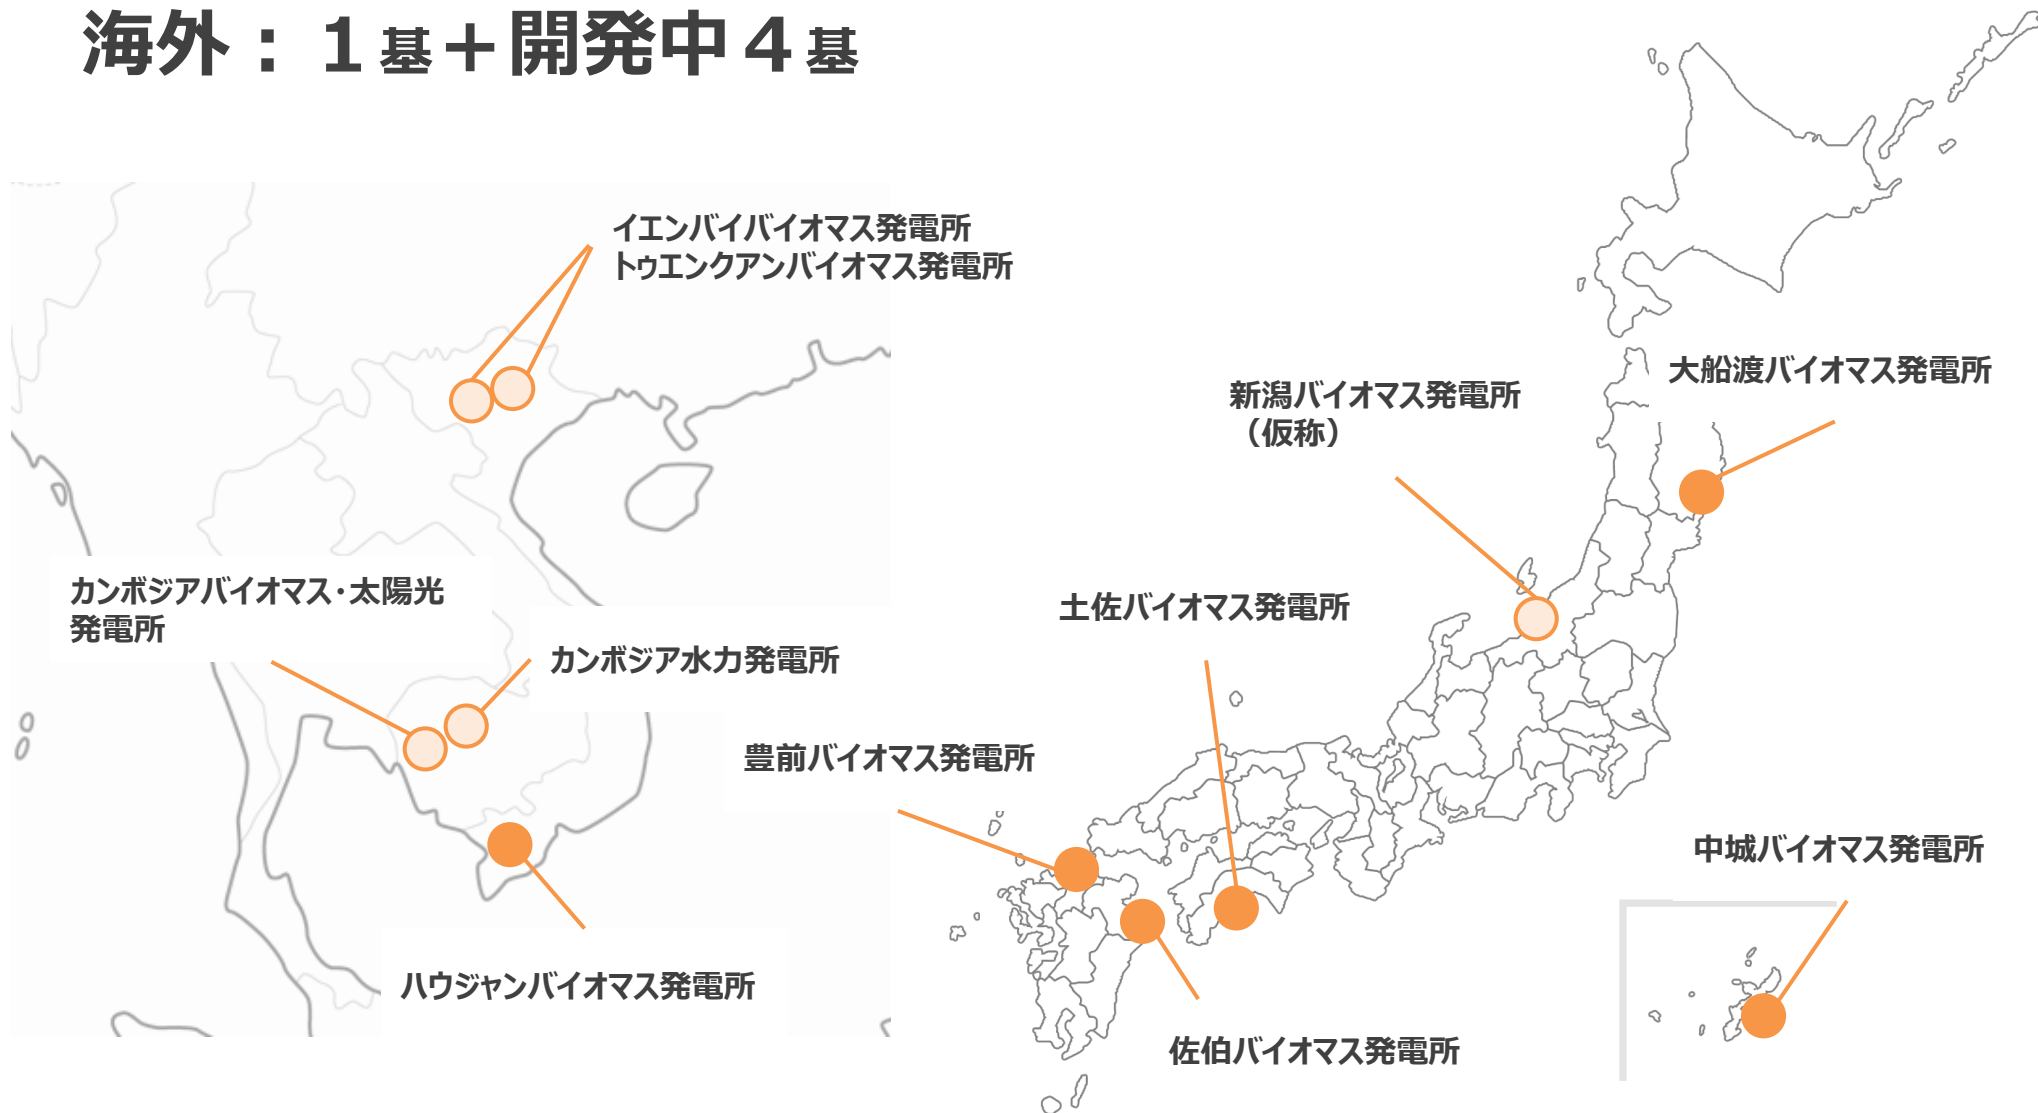 海外：１基＋開発中４基
イエンバイバイオマス発電所
トゥエンクアンバイオマス発電所
カンボジアバイオマス・太陽光
発電所
カンボジア水力発電所
ハウジャンバイオマス発電所
大船渡バイオマス発電所
新潟バイオマス発電所
（仮称）
土佐バイオマス発電所
豊前バイオマス発電所
中城バイオマス発電所
佐伯バイオマス発電所